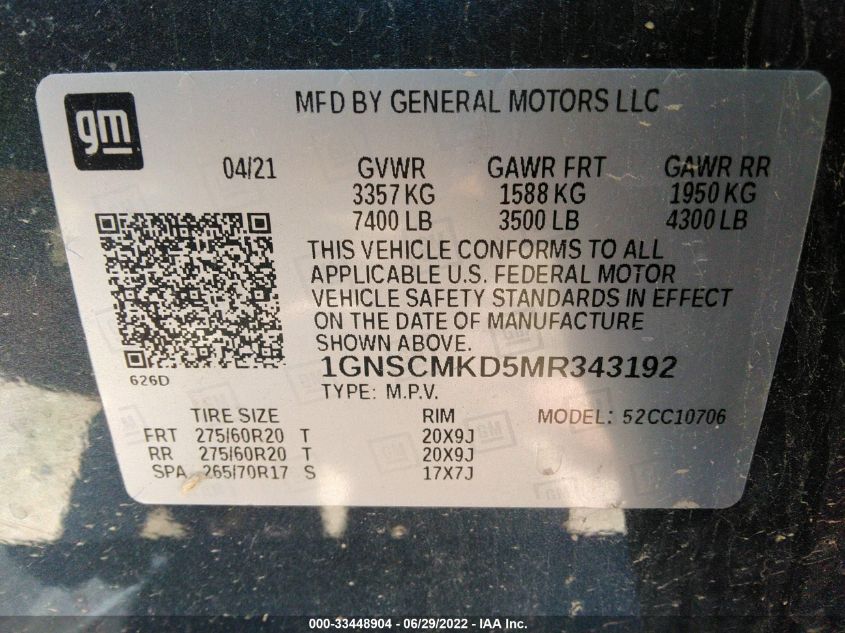 gm
MFD BY GENERAL MOTORS LLC
04/21 GVWR GAWR FRT GAWR RR
3357 KG 1588 KG 1950 KG
7400 LB 3500 LB 4300 LB
THIS VEHICLE CONFORMS TO ALL
APPLICABLE U.S. FEDERAL MOTOR
VEHICLE SAFETY STANDARDS IN EFFECT
ON THE DATE OF MANUFACTURE
SHOWN ABOVE.
626D
1GNSCMKD5MR343192
TYPE: M.P.V.
TIRE SIZE RIM MODEL: 52CC10706
FRT 275/60R20 T 20X9J
RR 275/60R20 T 20X9J
SPA 265/70R17 S 17X7J
000-33448904 - 06/29/2022 - IAA Inc.